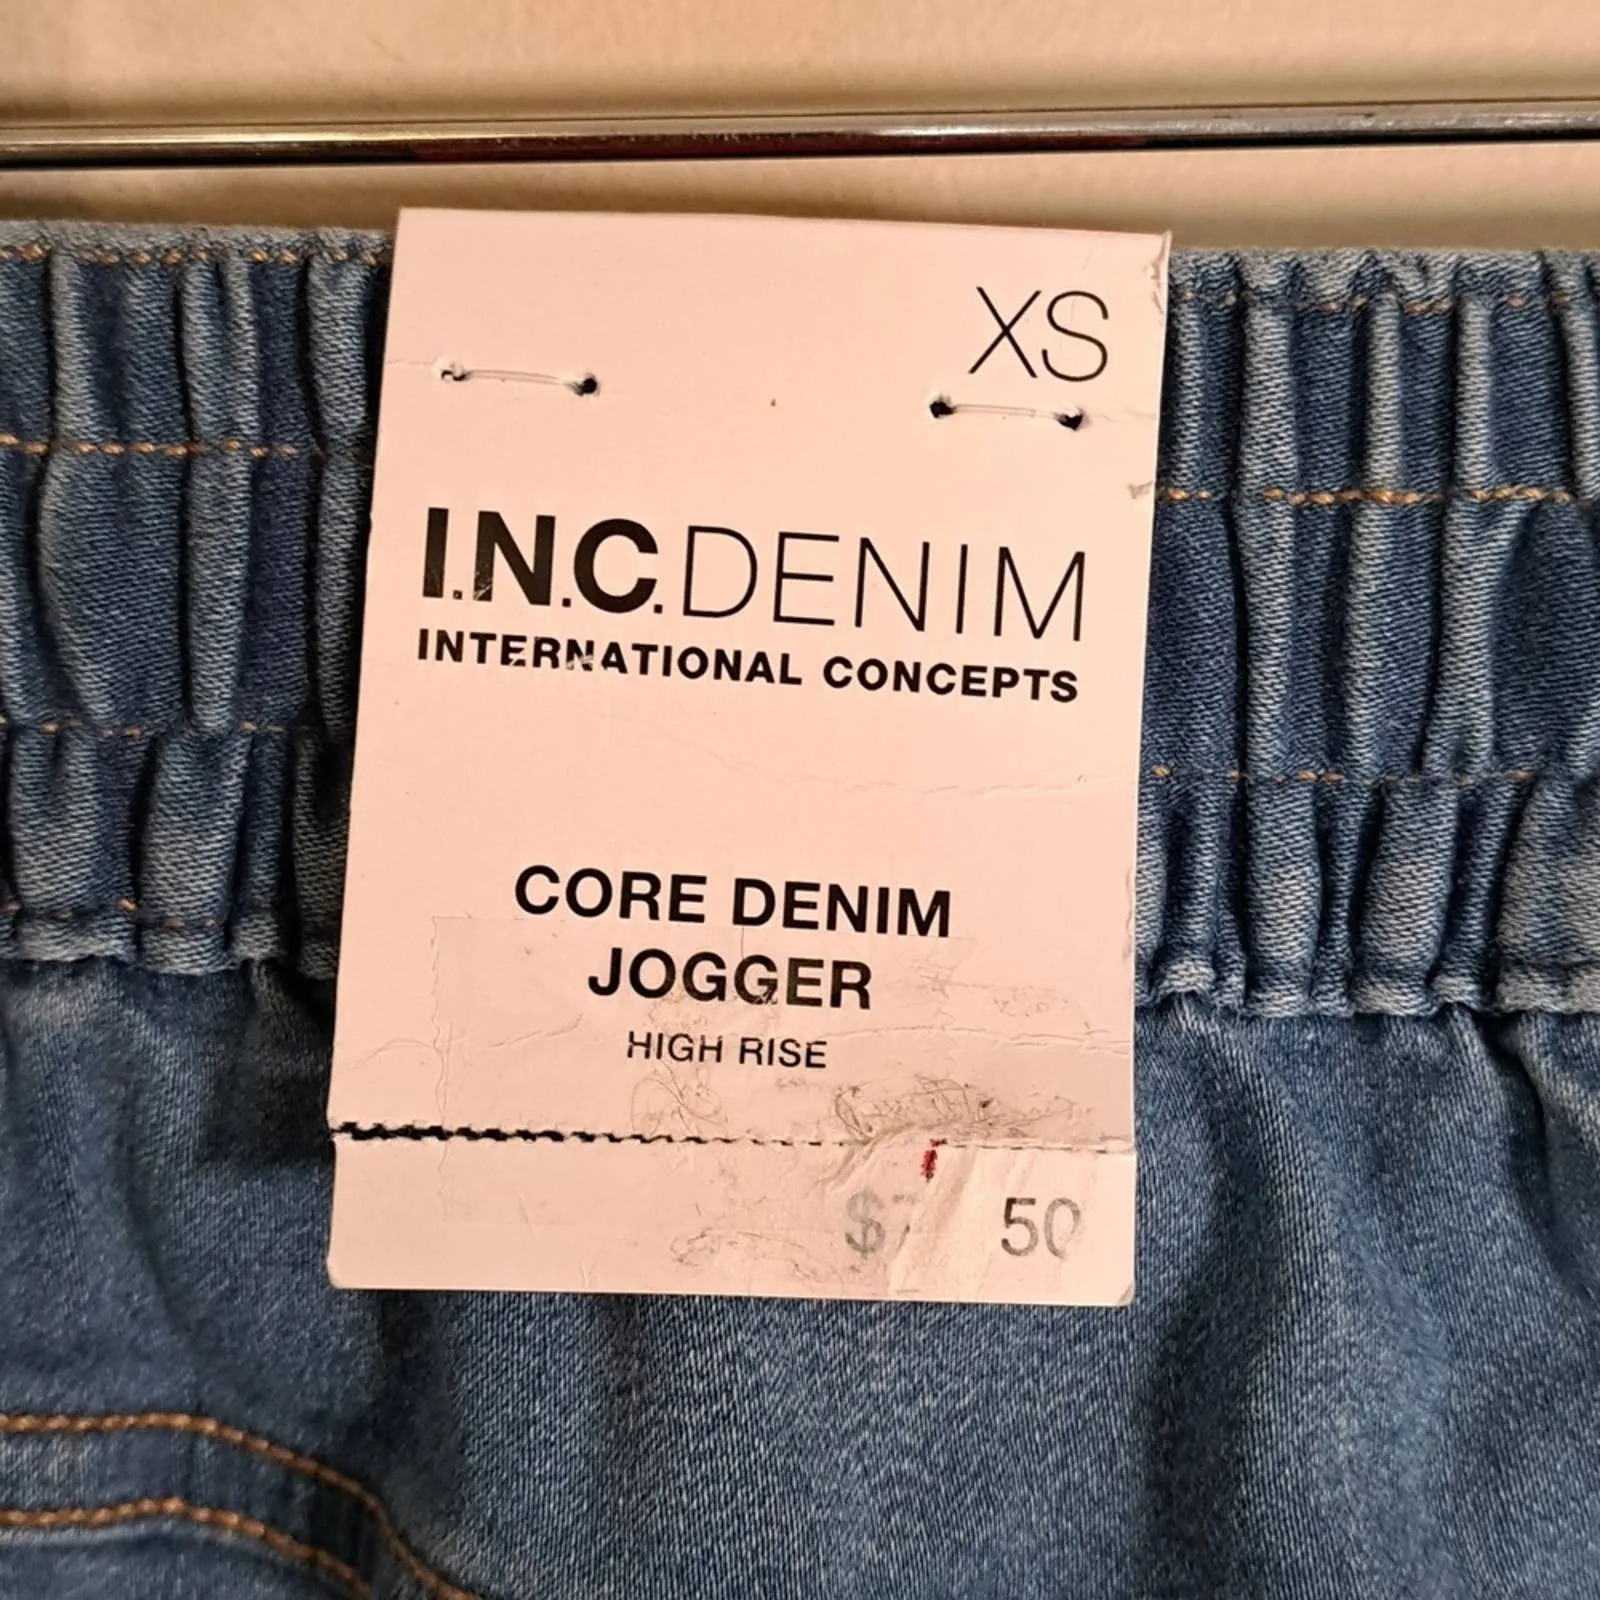 XS
I.N.C.DENIM
INTERNATIONAL CONCEPTS
CORE DENIM
JOGGER
HIGH RISE
50